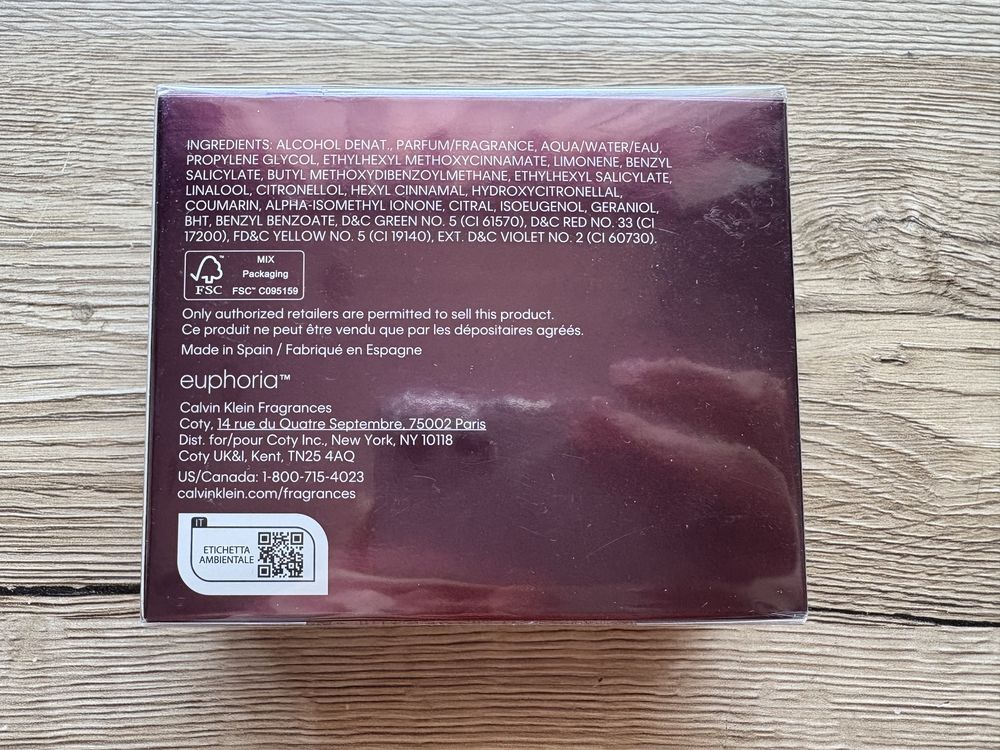 INGREDIENTS: ALCOHOL DENAT., PARFUM/FRAGRANCE, AQUA/WATER/EAU,
PROPYLENE GLYCOL, ETHYLHEXYL METHOXYCINNAMATE, LIMONENE, BENZYL
SALICYLATE, BUTYL METHOXYDIBENZOYLMETHANE, ETHYLHEXYL SALICYLATE,
LINALOOL, CITRONELLOL, HEXYL CINNAMAL, HYDROXYCITRONELLAL,
COUMARIN, ALPHA-ISOMETHYL IONONE, CITRAL, ISOEUGENOL, GERANIOL,
BHT, BENZYL BENZOATE, D&C GREEN NO. 5 (CI 61570), D&C RED NO. 33 (CI
17200), FD&C YELLOW NO. 5 (CI 19140), EXT. D&C VIOLET NO. 2 (CI 60730).
MIX
Packaging
FSC™ C095159
FSC
Only authorized retailers are permitted to sell this product.
Ce produit ne peut être vendu que par les dépositaires agréés.
Made in Spain / Fabriqué en Espagne
euphoria™
Calvin Klein Fragrances
Coty, 14 rue du Quatre Septembre, 75002 Paris
Dist. for/pour Coty Inc., New York, NY 10118
Coty UK&I, Kent, TN25 4AQ
US/Canada: 1-800-715-4023
calvinklein.com/fragrances
IT
ETICHETTA
AMBIENTALE